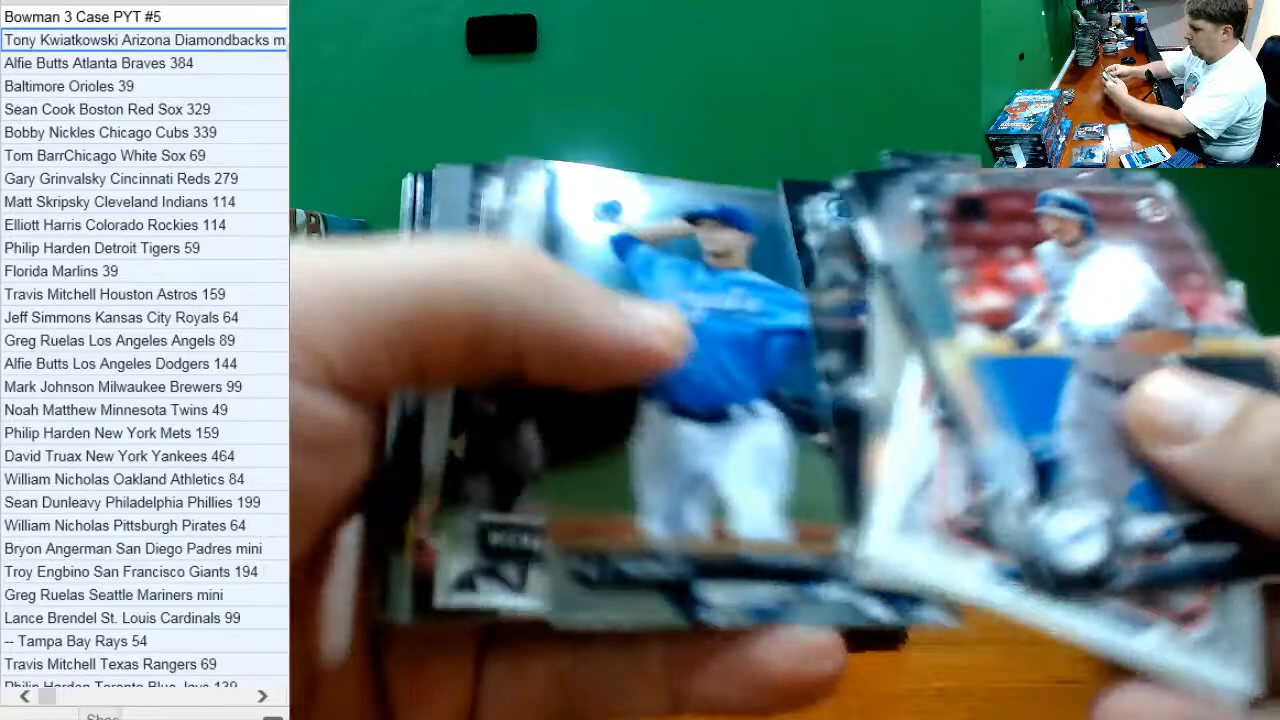 Bowman 3 Case PYT #5
Tony Kwiatkowski Arizona Diamondbacks m
Alfie Butts Atlanta Braves 384
Baltimore Orioles 39
Sean Cook Boston Red Sox 329
Bobby Nickles Chicago Cubs 339
Tom BarrChicago White Sox 69
Gary Grinvalsky Cincinnati Reds 279
Matt Skripsky Cleveland Indians 114
Elliott Harris Colorado Rockies 114
Philip Harden Detroit Tigers 59
Florida Marlins 39
Travis Mitchell Houston Astros 159
Jeff Simmons Kansas City Royals 64
Greg Ruelas Los Angeles Angels 89
Alfie Butts Los Angeles Dodgers 144
Mark Johnson Milwaukee Brewers 99
Noah Matthew Minnesota Twins 49
Philip Harden New York Mets 159
David Truax New York Yankees 464
William Nicholas Oakland Athletics 84
Sean Dunleavy Philadelphia Phillies 199
William Nicholas Pittsburgh Pirates 64
Bryon Angerman San Diego Padres mini
Troy Engbino San Francisco Giants 194
Greg Ruelas Seattle Mariners mini
Lance Brendel St. Louis Cardinals 99
-- Tampa Bay Rays 54
Travis Mitchell Texas Rangers 69
Philip Harden Toronto Blue Jays 139